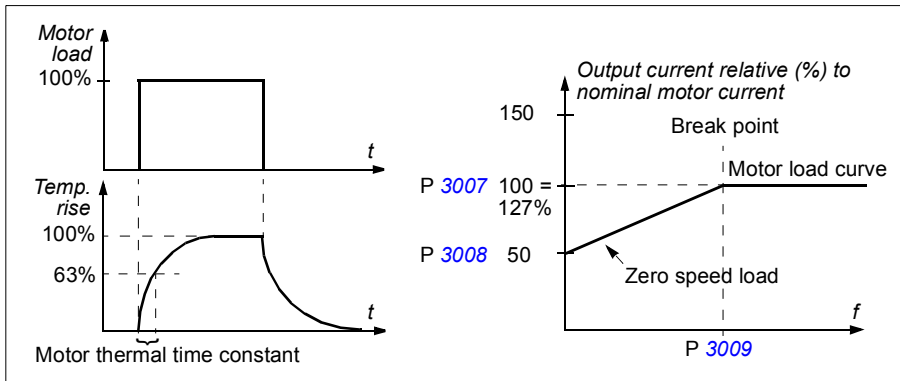 Motor
load
100%
t
Temp.
rise
100%
63%
t
Motor thermal time constant
Output current relative (%) to
nominal motor current
150
Break point
P 3007 100 =
127%
Motor load curve
P 3008 50
Zero speed load
f
P 3009